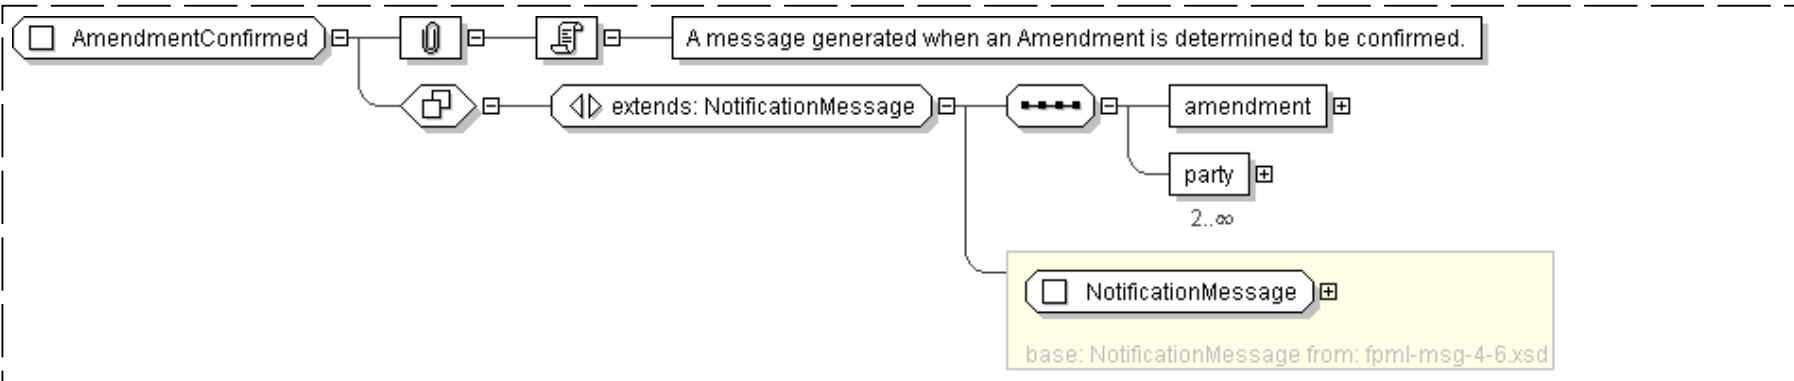 AmendmentConfirmed
A message generated when an Amendment is determined to be confirmed.
extends: NotificationMessage
amendment
party
2..∞
NotificationMessage
base: NotificationMessage from: fpml-msg-4-6.xsd